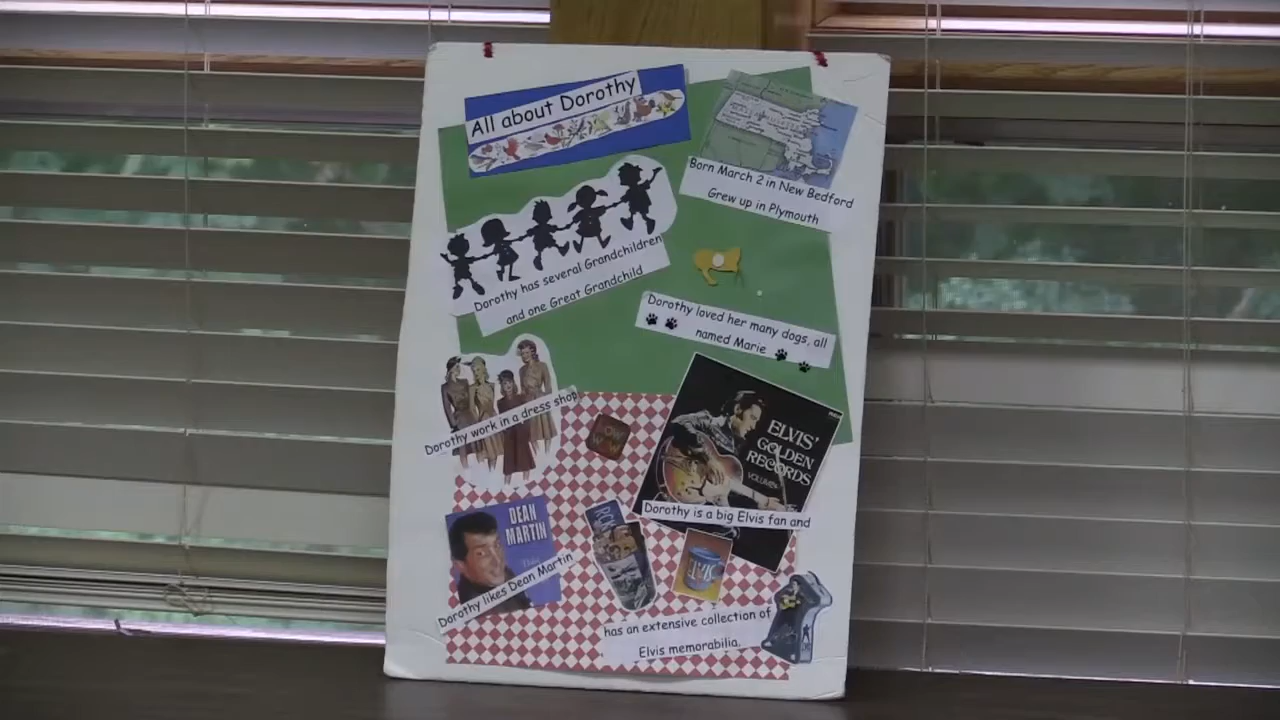 All about Dorothy
Born March 2 in New Bedford
Grew up in Plymouth
Dorothy has several Grandchildren
and one Great Grandchild
Dorothy loved her many dogs, all
named Marie
Dorothy work in a dress shop
ELVIS'
GOLDEN
RECORDS
Dorothy is a big Elvis fan and
DEAN
MARTIN
Dorothy likes Dean Martin
has an extensive collection of
Elvis memorabilia.